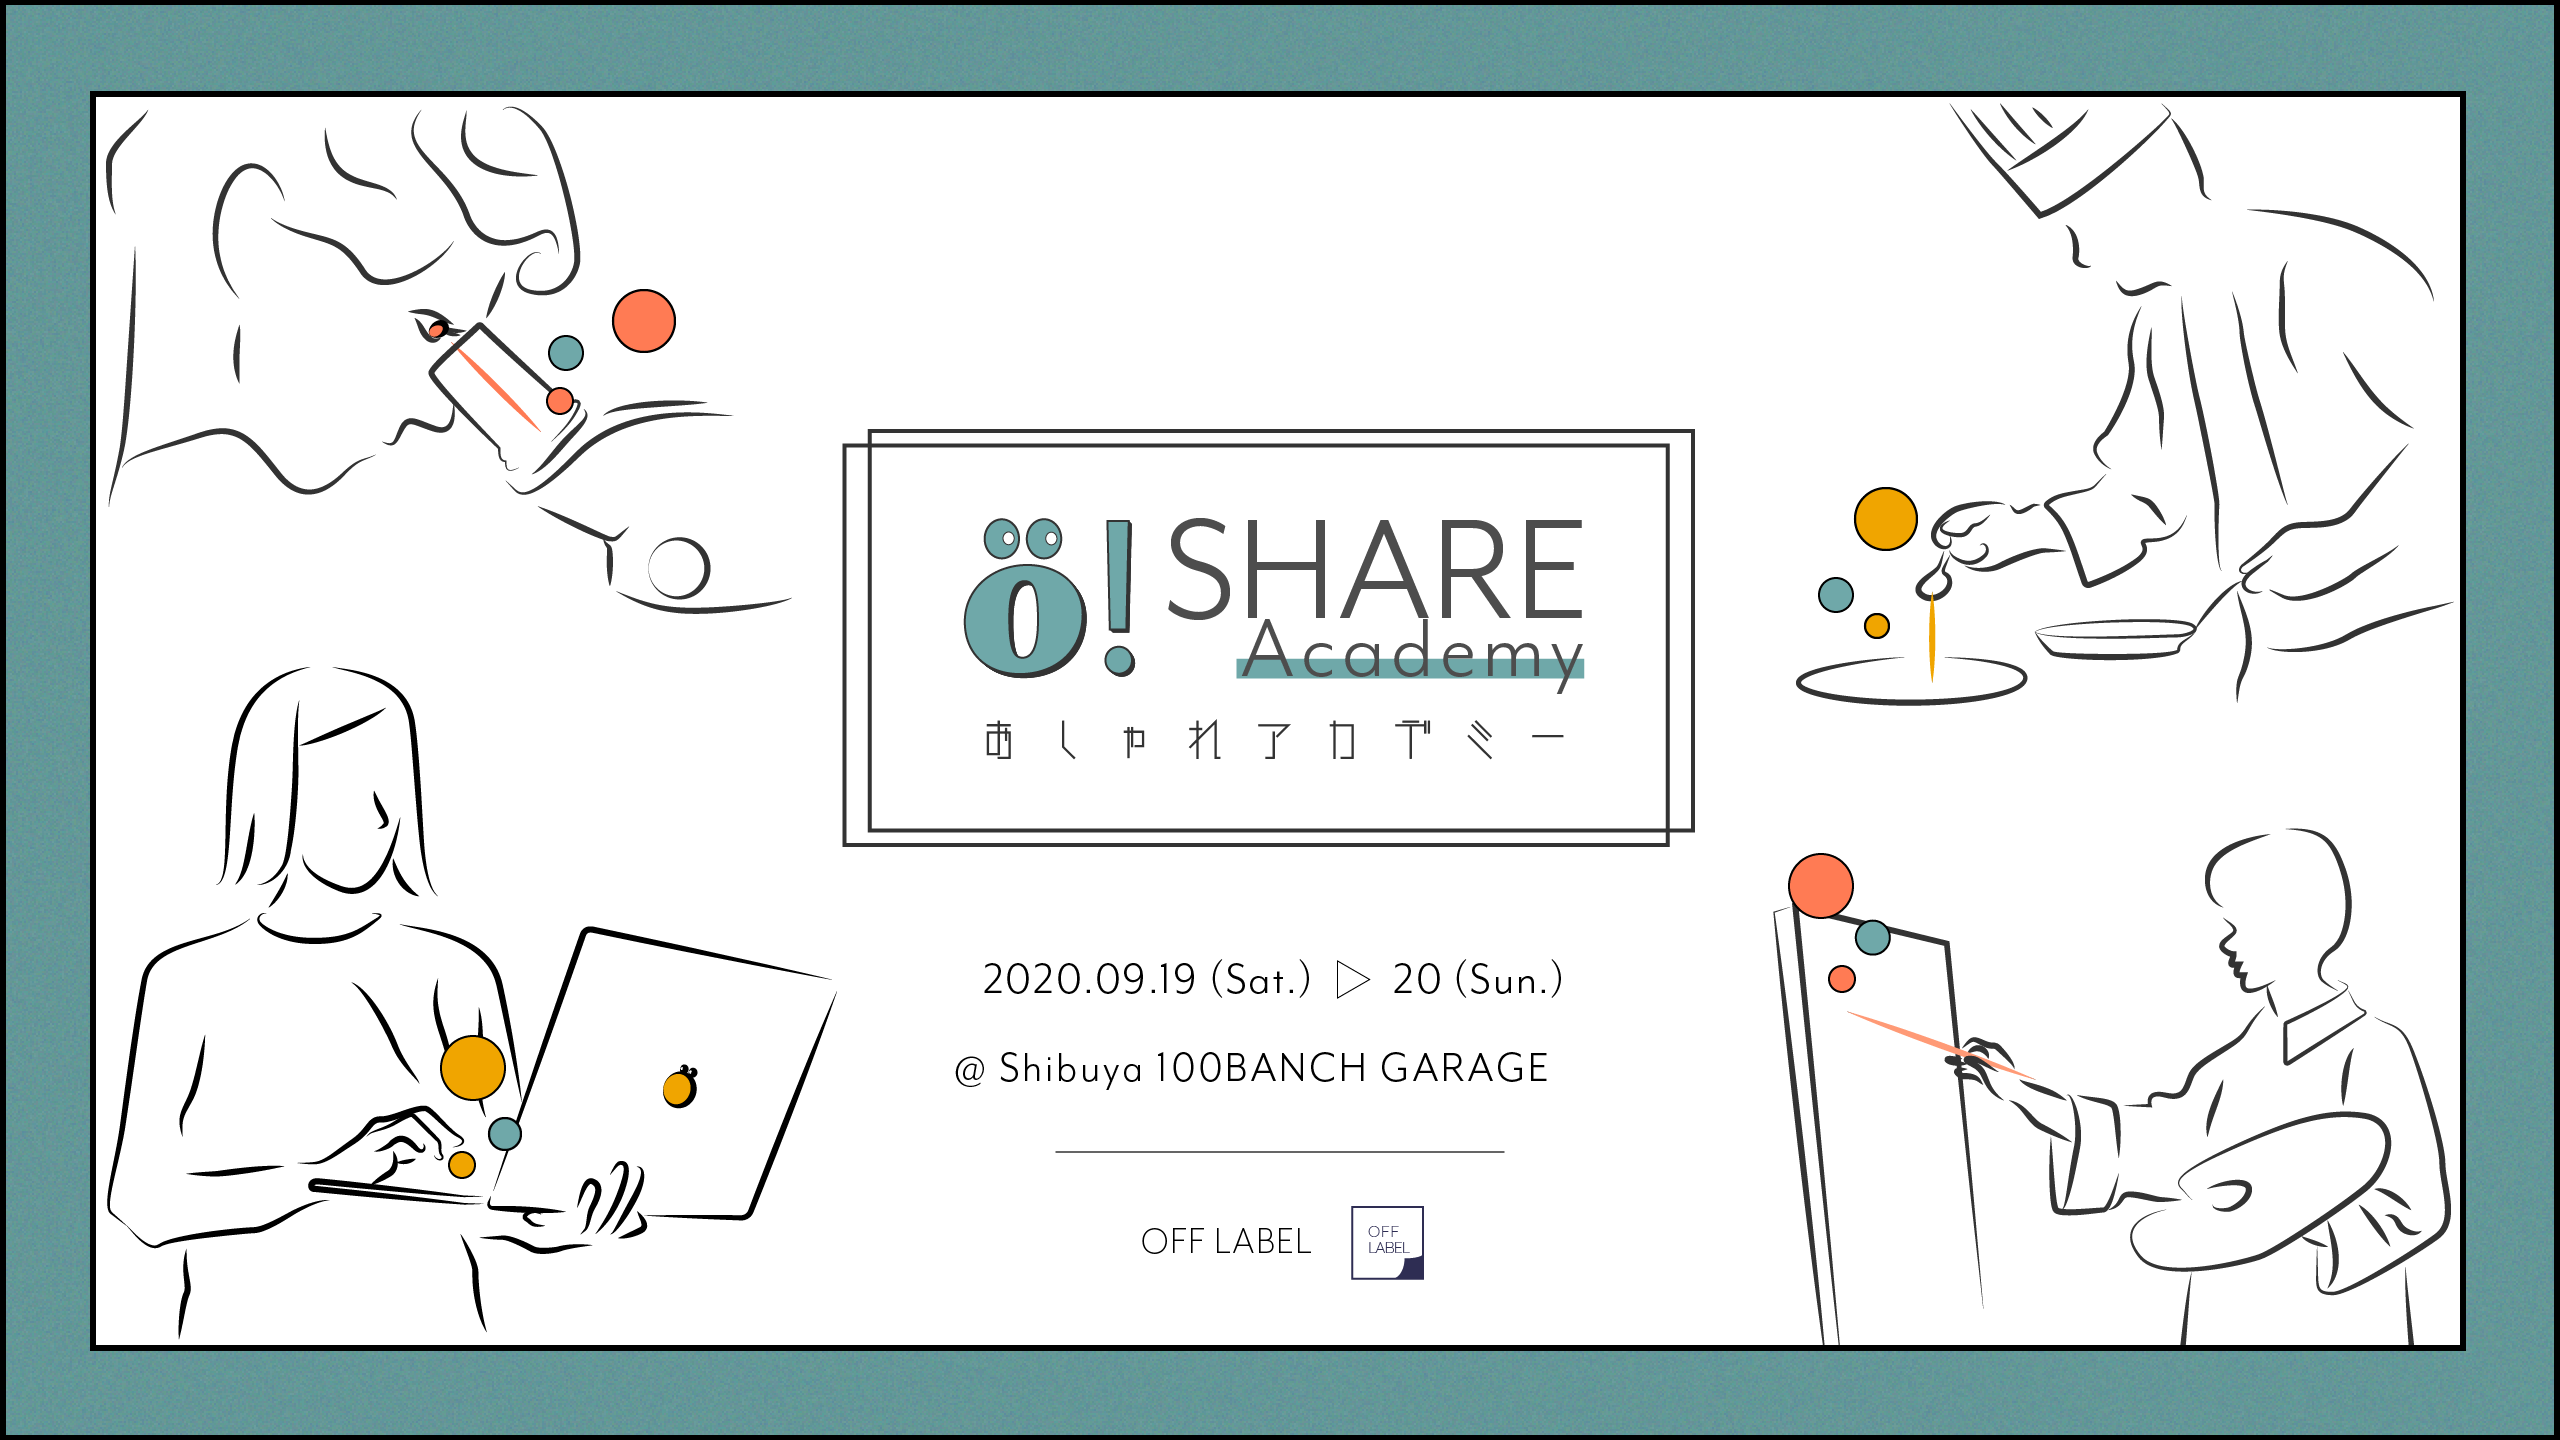 ö! SHARE
Academy
おしゃれアカデミー
2020.09.19 (Sat.) ▷ 20 (Sun.)
@ Shibuya 100BANCH GARAGE
OFF LABEL
OFF
LABEL